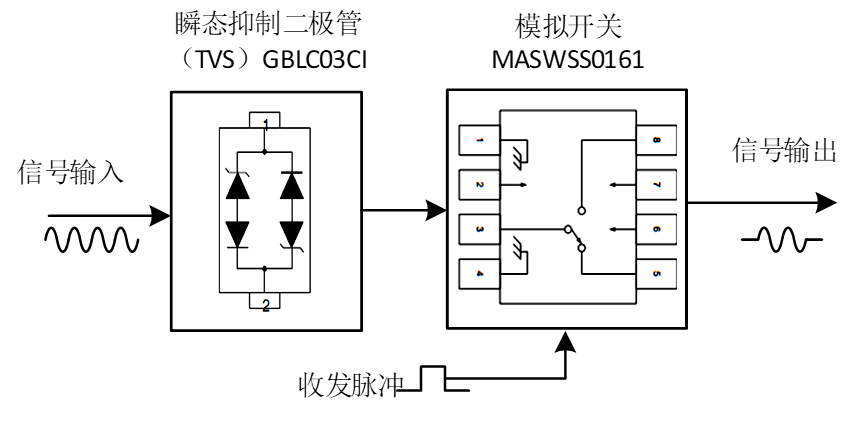 瞬态抑制二极管
（TVS）GBLC03CI
模拟开关
MASWSS0161
信号输入
信号输出
1
2
1
2
3
4
8
7
6
5
收发脉冲